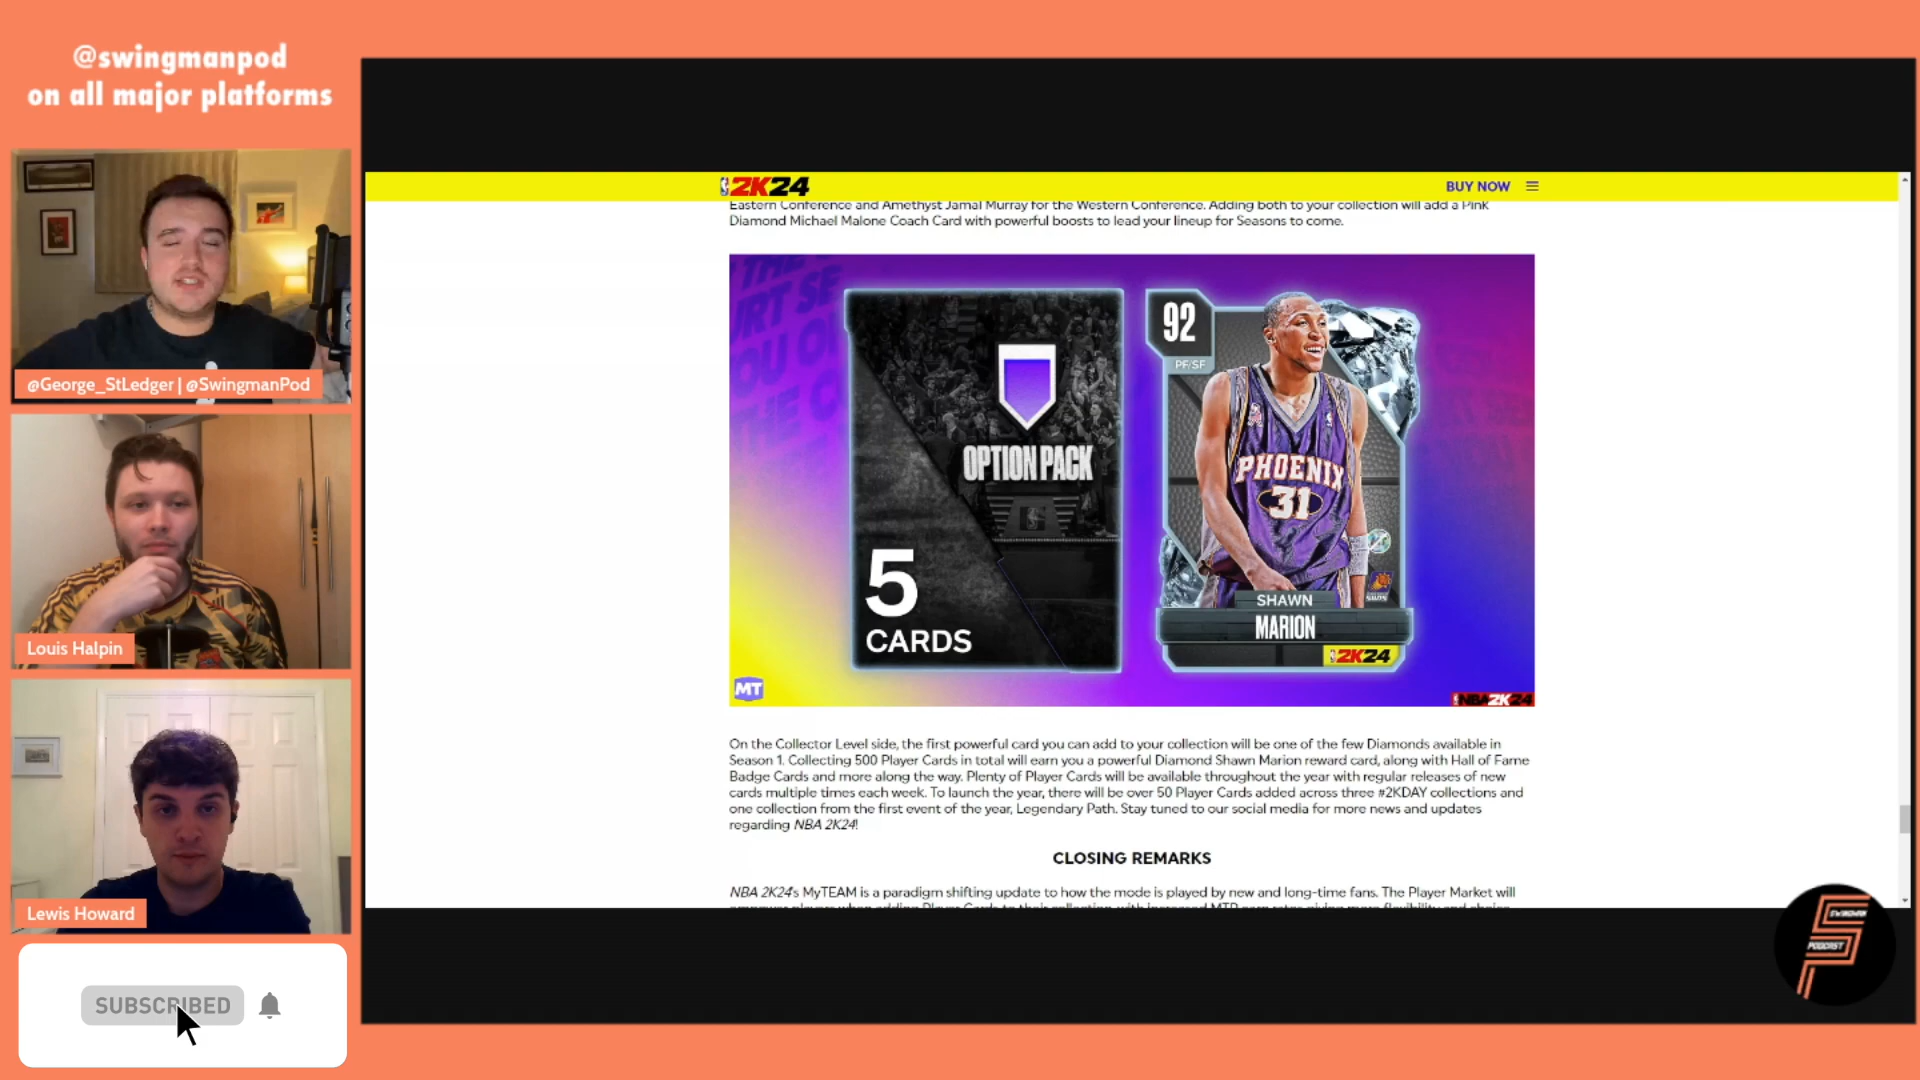 @swingmanpod
on all major platforms
@George_StLedger | @SwingmanPod
Louis Halpin
Lewis Howard
SUBSCRIBED
2K24
BUY NOW
Eastern Conference and Amethyst Jamal Murray for the Western Conference. Adding both to your collection will add a Pink
Diamond Michael Malone Coach Card with powerful boosts to lead your lineup for Seasons to come.
OPTION PACK
5
CARDS
92
PF/SF
PHOENIX
31
SHAWN
MARION
2K24
MT
NBA2K24
On the Collector Level side, the first powerful card you can add to your collection will be one of the few Diamonds available in
Season 1. Collecting 500 Player Cards in total will earn you a powerful Diamond Shawn Marion reward card, along with Hall of Fame
Badge Cards and more along the way. Plenty of Player Cards will be available throughout the year with regular releases of new
cards multiple times each week. To launch the year, there will be over 50 Player Cards added across three #2KDAY collections and
one collection from the first event of the year, Legendary Path. Stay tuned to our social media for more news and updates
regarding NBA 2K24!
CLOSING REMARKS
NBA 2K24's MyTEAM is a paradigm shifting update to how the mode is played by new and long-time fans. The Player Market will
SWINGMAN
PODCAST